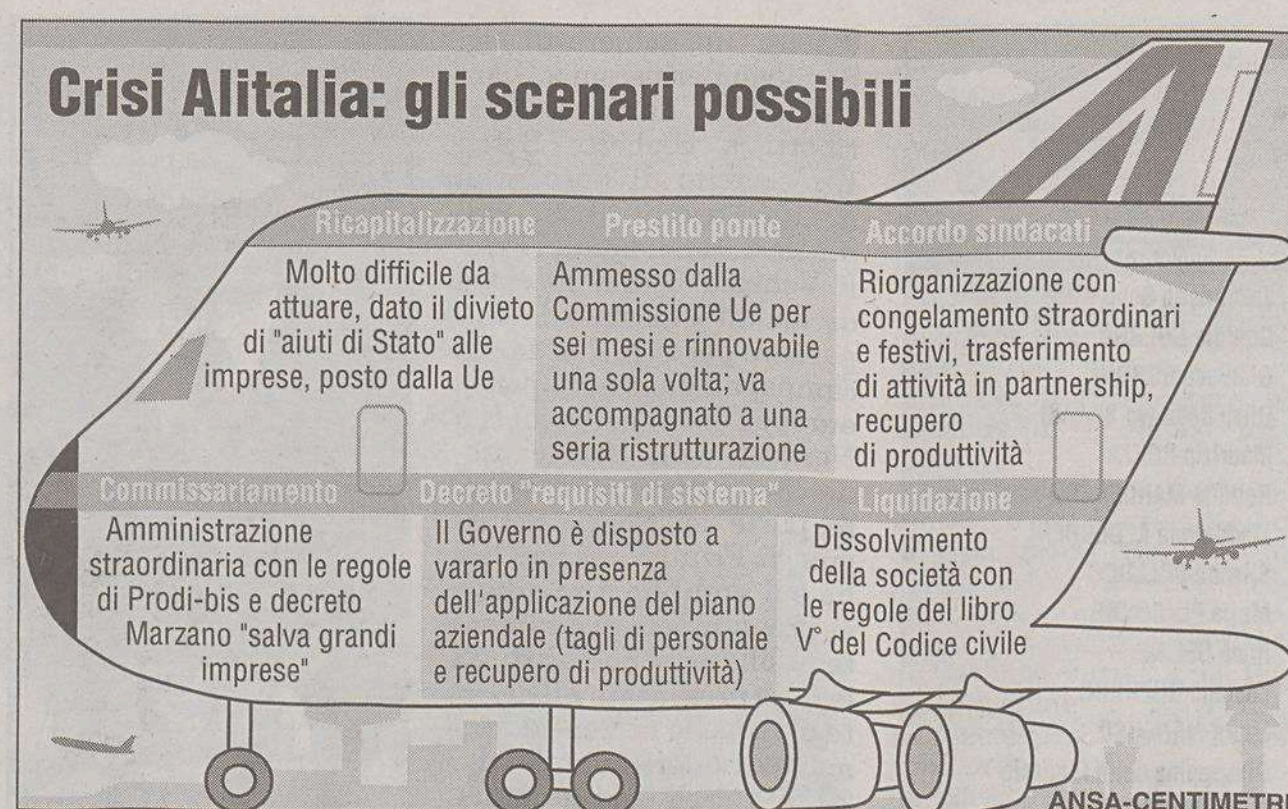 Crisi Alitalia: gli scenari possibili
Ricapitalizzazione
Molto difficile da
attuare, dato il divieto
di "aiuti di Stato" alle
imprese, posto dalla Ue
Prestito ponte
Ammesso dalla
Commissione Ue per
sei mesi e rinnovabile
una sola volta; va
accompagnato a una
seria ristrutturazione
Accordo sindacati
Riorganizzazione con
congelamento straordinari
e festivi, trasferimento
di attività in partnership,
recupero
di produttività
Commissariamento
Amministrazione
straordinaria con le regole
di Prodi-bis e decreto
Marzano "salva grandi
imprese"
Decreto "requisiti di sistema"
Il Governo è disposto a
vararlo in presenza
dell'applicazione del piano
aziendale (tagli di personale
e recupero di produttività)
Liquidazione
Dissolvimento
della società con
le regole del libro
V° del Codice civile
ANSA-CENTIMETR